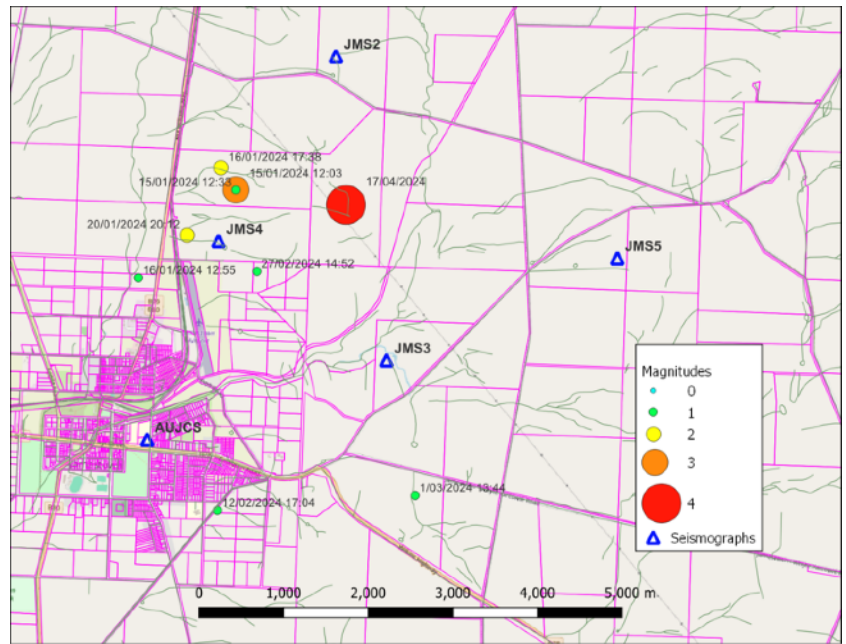 JMS2
16/01/2024 17:38
15/01/2024 12:03
15/01/2024 12:33
17/04/2024
20/01/2024 20:12
JMS4
JMS5
27/02/2024 14:52
16/01/2024 12:55
JMS3
Magnitudes
0
1
2
3
4
Seismographs
AUJCS
1/03/2024 13:44
12/02/2024 17:04
0 1,000 2,000 3,000 4,000 5,000 m